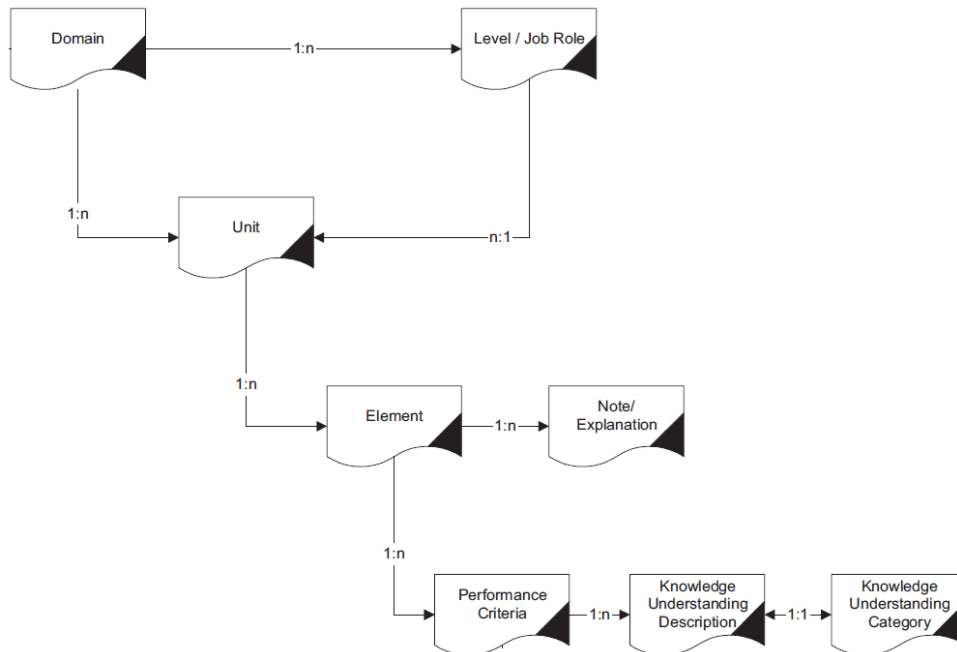 Domain
1:n
Level / Job Role
1:n
Unit
n:1
1:n
Element
1:n
Note/
Explanation
1:n
Performance
Criteria
1:n
Knowledge
Understanding
Description
1:1
Knowledge
Understanding
Category